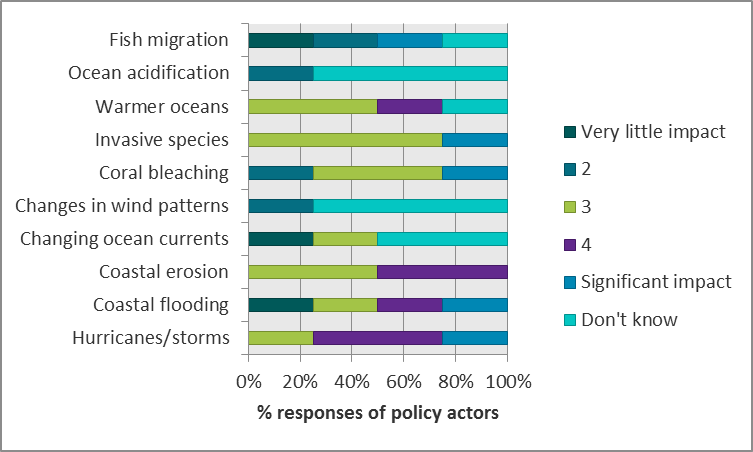 Fish migration
Ocean acidification
Warmer oceans
Invasive species
Coral bleaching
Changes in wind patterns
Changing ocean currents
Coastal erosion
Coastal flooding
Hurricanes/storms
0% 20% 40% 60% 80% 100%
% responses of policy actors
Very little impact
2
3
4
Significant impact
Don't know